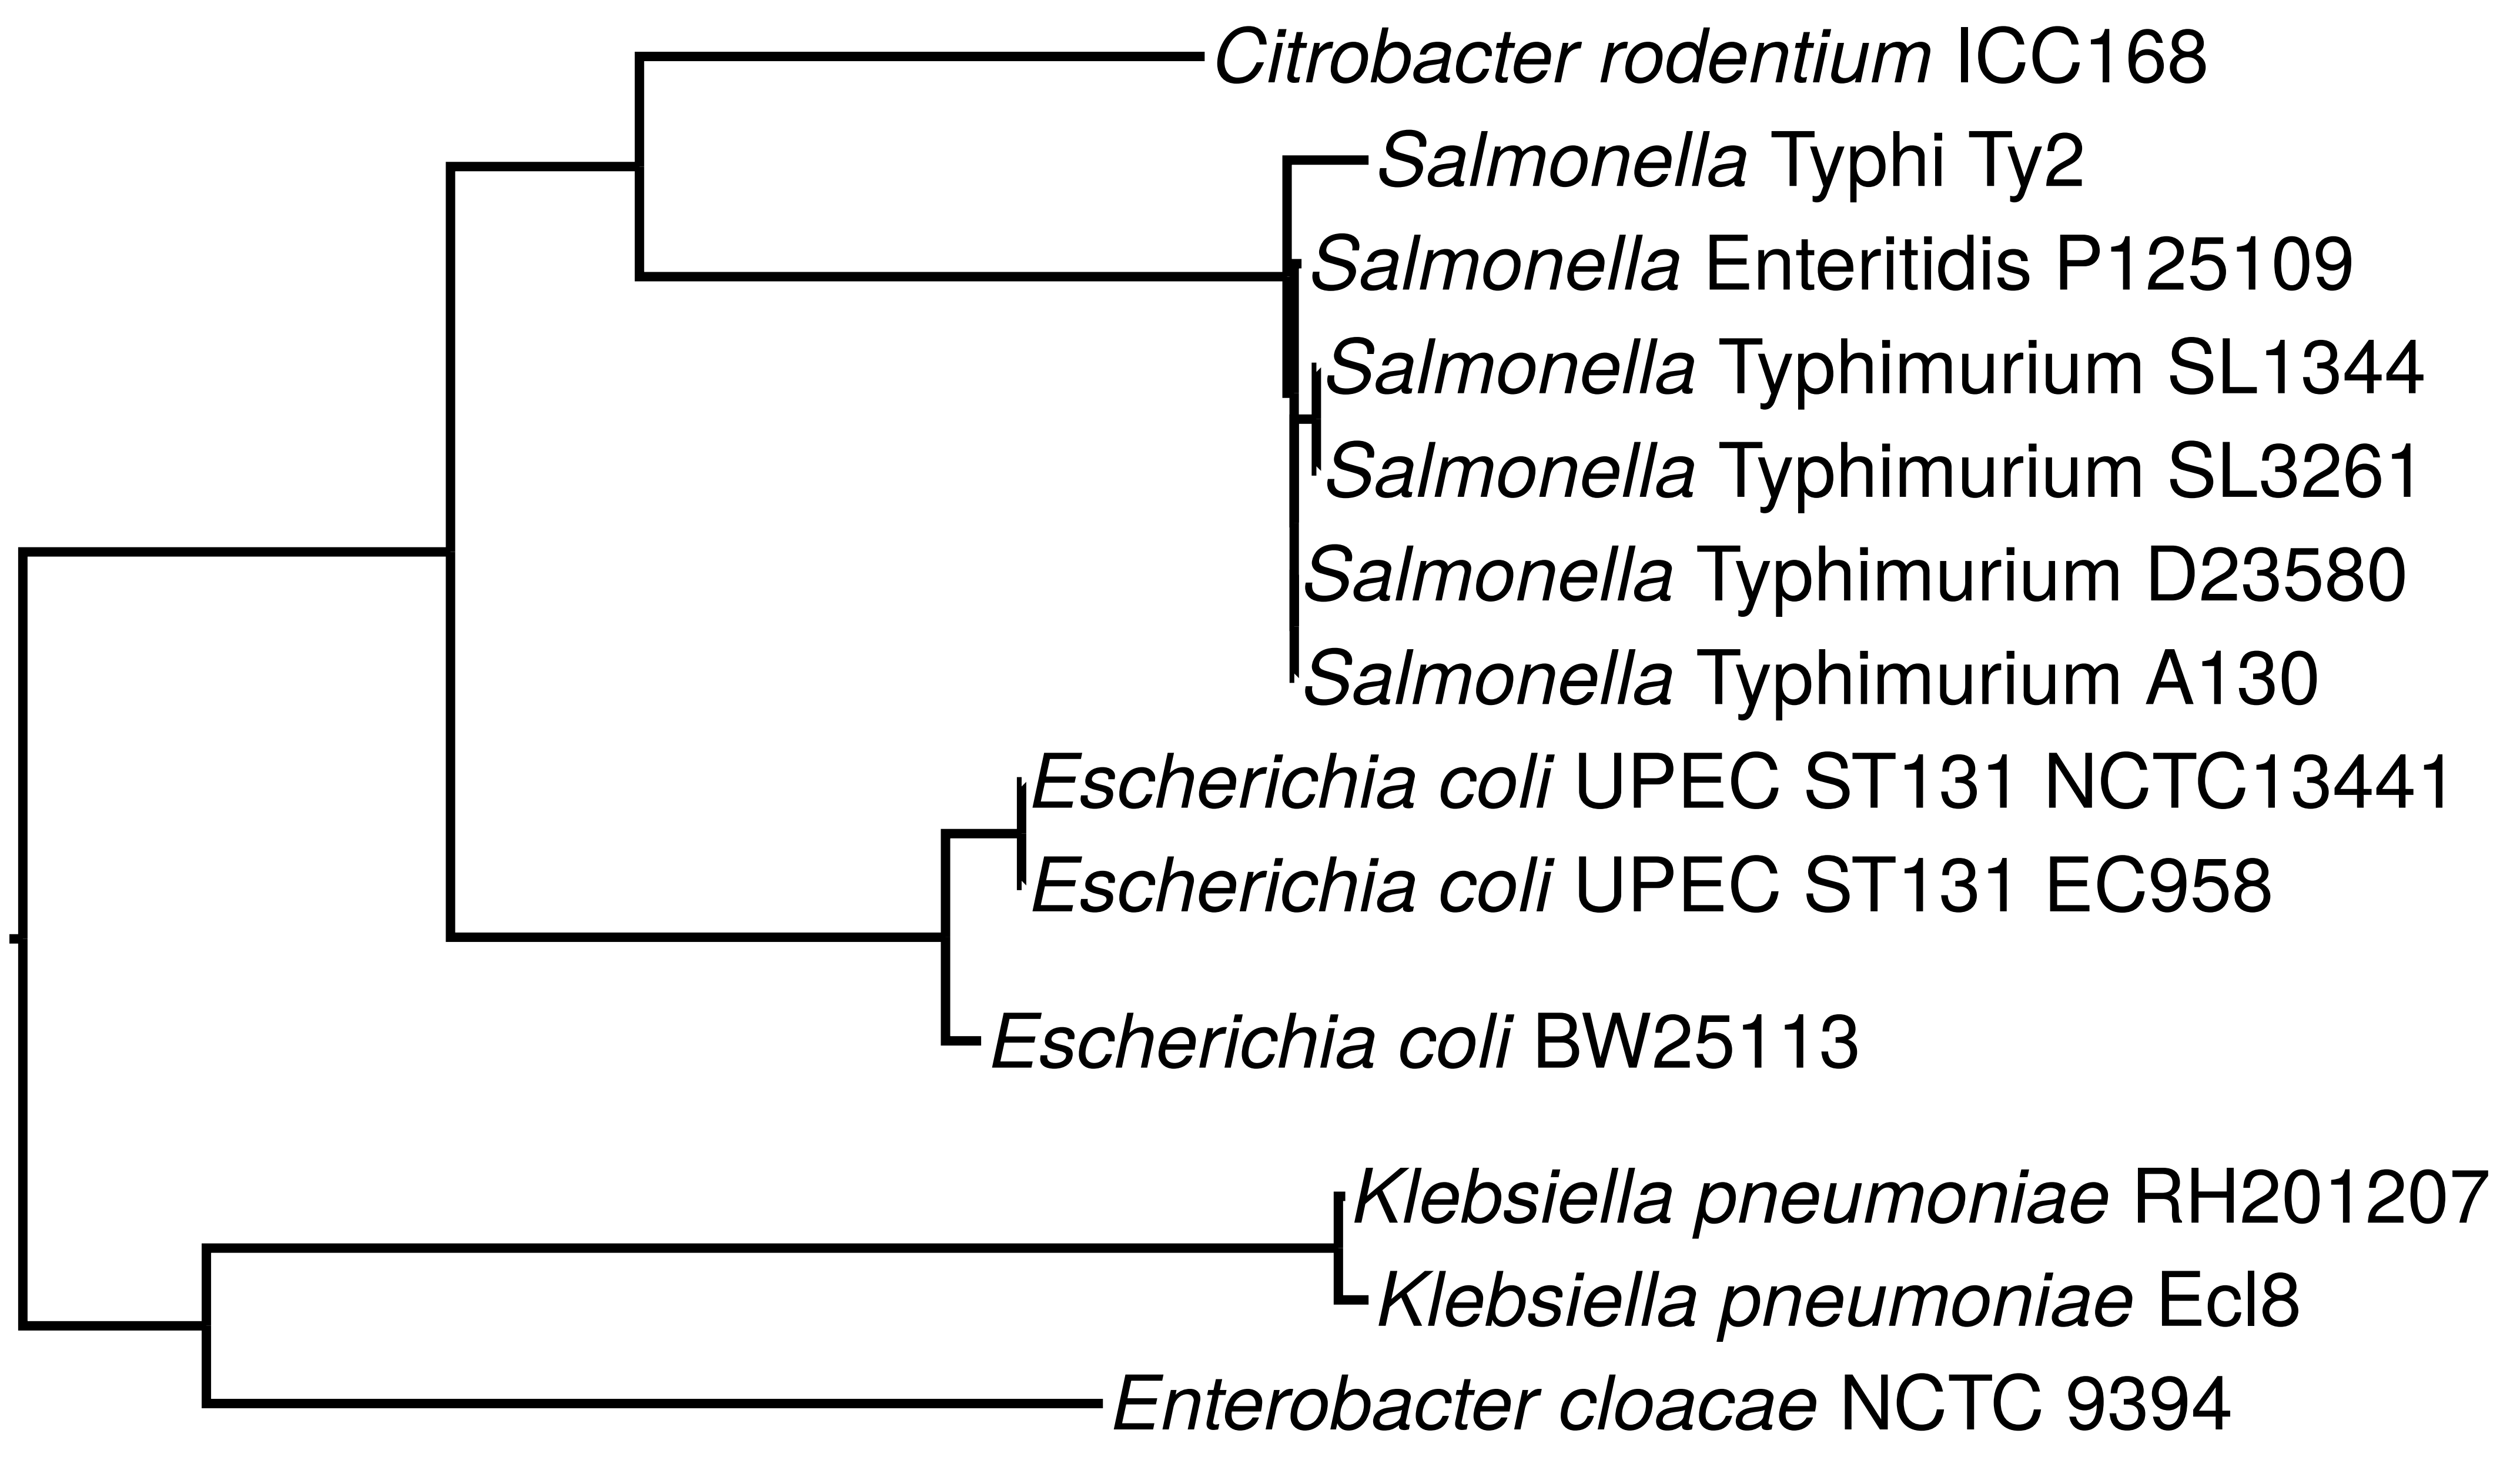 Citrobacter rodentium ICC168
Salmonella Typhi Ty2
Salmonella Enteritidis P125109
Salmonella Typhimurium SL1344
Salmonella Typhimurium SL3261
Salmonella Typhimurium D23580
Salmonella Typhimurium A130
Escherichia coli UPEC ST131 NCTC13441
Escherichia coli UPEC ST131 EC958
Escherichia coli BW25113
Klebsiella pneumoniae RH201207
Klebsiella pneumoniae Ecl8
Enterobacter cloacae NCTC 9394